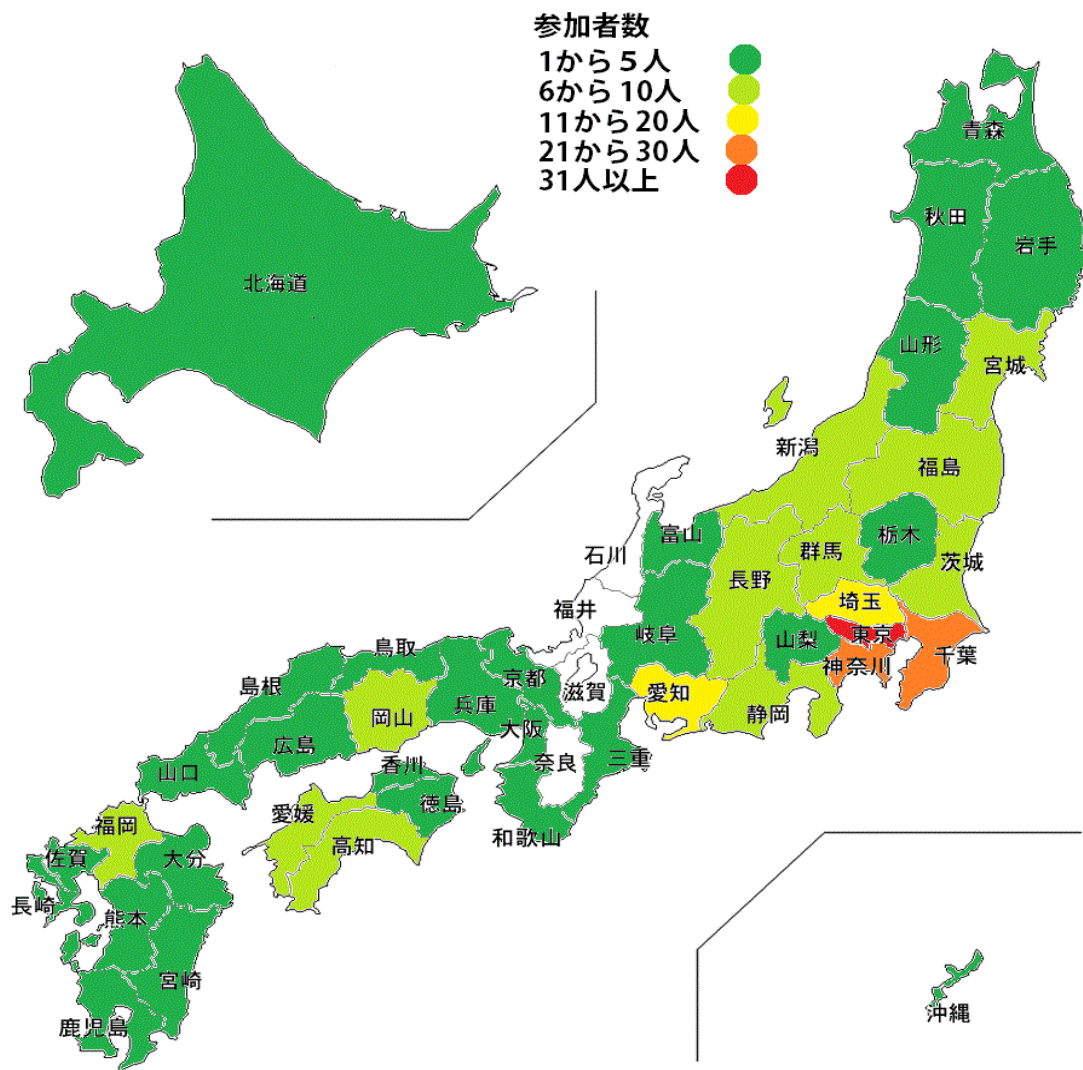 参加者数
1から5人
6から10人
11から20人
21から30人
31人以上
青森
秋田
岩手
北海道
山形
宮城
新潟
福島
富山
栃木
石川
群馬
茨城
長野
福井
埼玉
岐阜
山梨
東京
千葉
鳥取
神奈川
京都
島根
滋賀
愛知
兵庫
岡山
静岡
大阪
広島
奈良
三重
香川
山口
徳島
愛媛
福岡
和歌山
高知
佐賀
大分
長崎
熊本
宮崎
沖縄
鹿児島